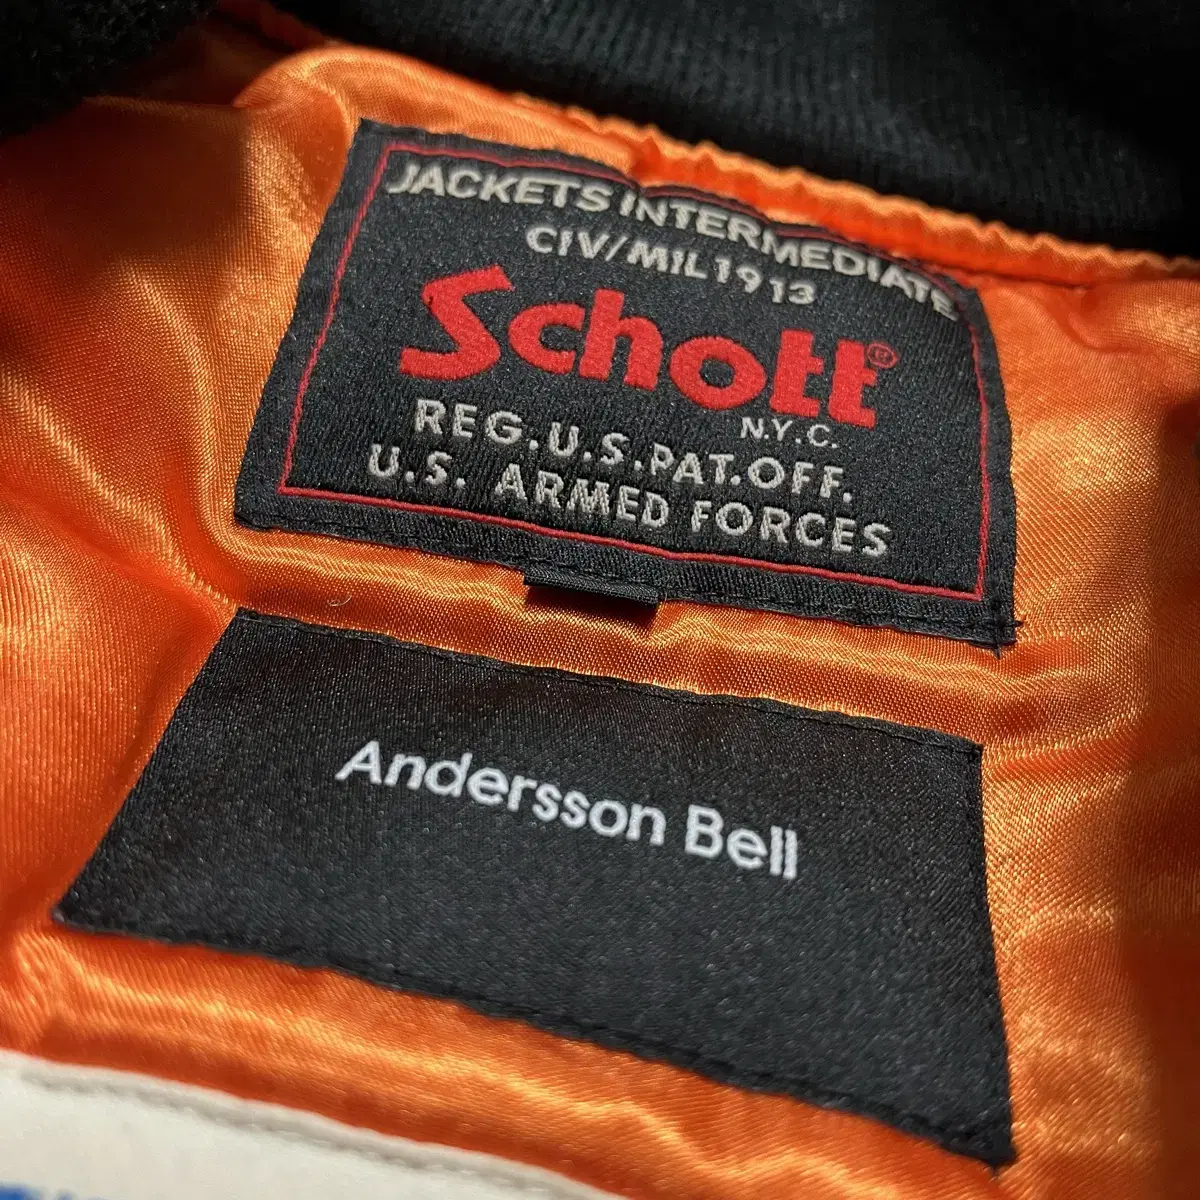 JACKETS INTERMEDIATE
CIV/MIL1913
Schott®
N.Y.C.
REG.U.S.PAT.OFF.
U.S. ARMED FORCES
Andersson Bell